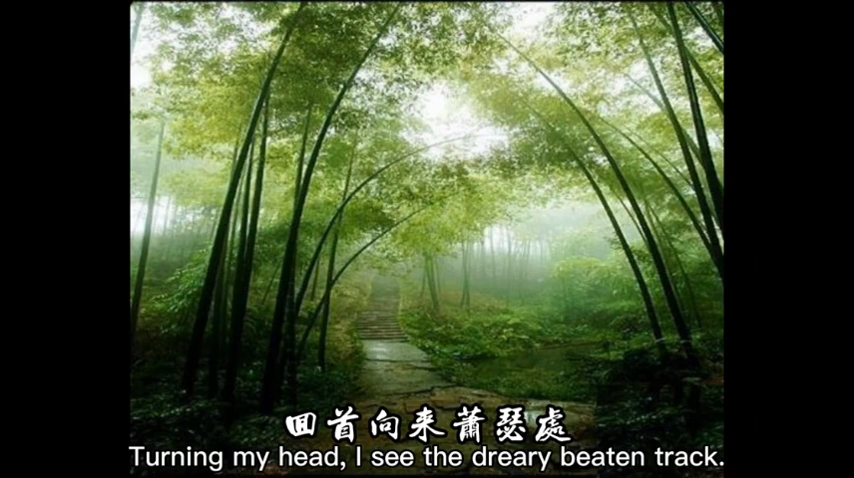 回首向來蕭瑟處
Turning my head, I see the dreary beaten track.